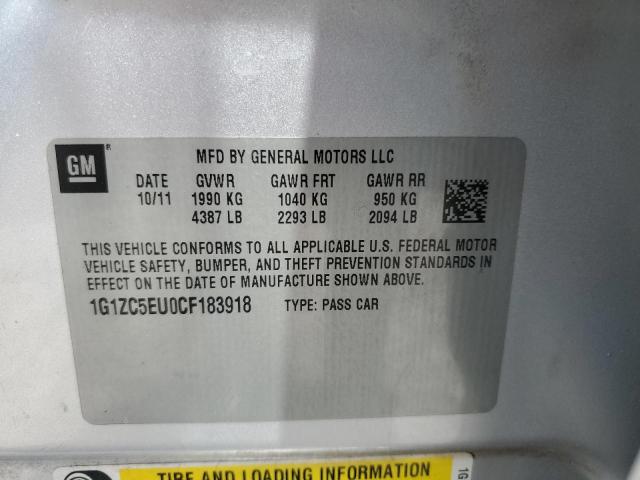 GM
MFD BY GENERAL MOTORS LLC
DATE GVWR GAWR FRT GAWR RR
10/11 1990 KG 1040 KG 950 KG
4387 LB 2293 LB 2094 LB
THIS VEHICLE CONFORMS TO ALL APPLICABLE U.S. FEDERAL MOTOR
VEHICLE SAFETY, BUMPER, AND THEFT PREVENTION STANDARDS IN
EFFECT ON THE DATE OF MANUFACTURE SHOWN ABOVE.
1G1ZC5EU0CF183918 TYPE: PASS CAR
TIRE AND LOADING INFORMATION
1G